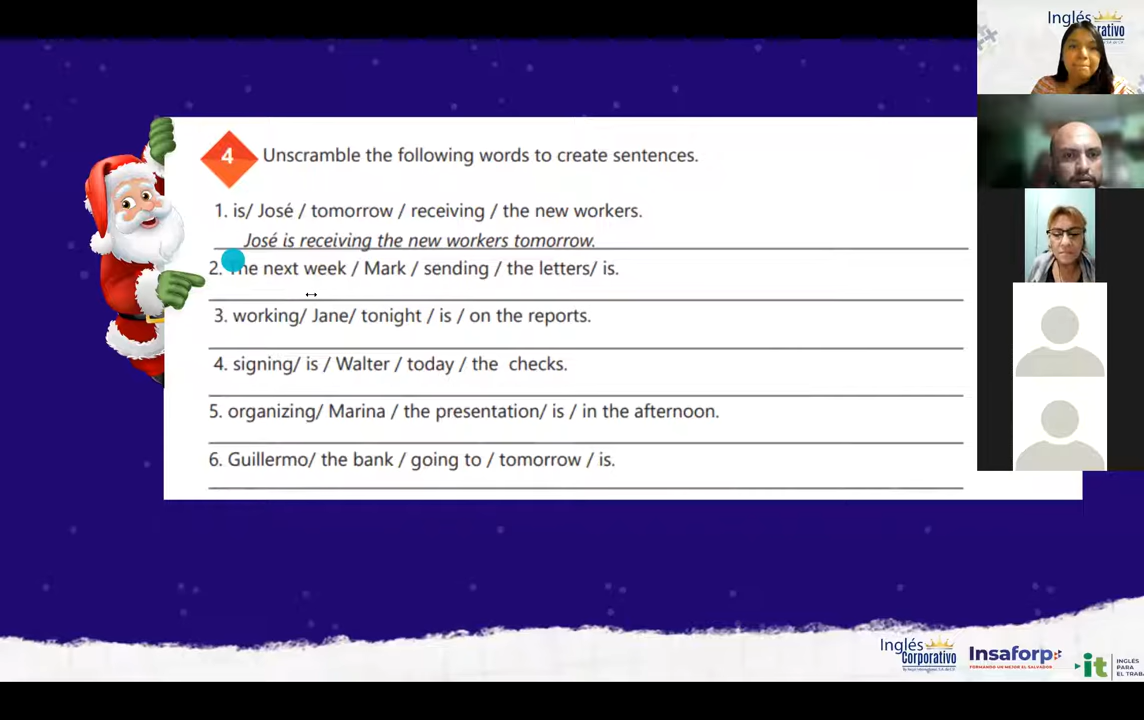 4 Unscramble the following words to create sentences.
1. is/ José / tomorrow / receiving / the new workers.
José is receiving the new workers tomorrow.
2. The next week / Mark / sending / the letters/ is.
3. working/ Jane/ tonight / is / on the reports.
4. signing/ is / Walter / today / the checks.
5. organizing/ Marina / the presentation/ is / in the afternoon.
6. Guillermo/ the bank / going to / tomorrow / is.
Inglés
rativo
Inglés
Corporativo
Insaforp
FORMANDO UN MEJOR EL SALVADOR
it
INGLÉS
PARA
EL TRABA